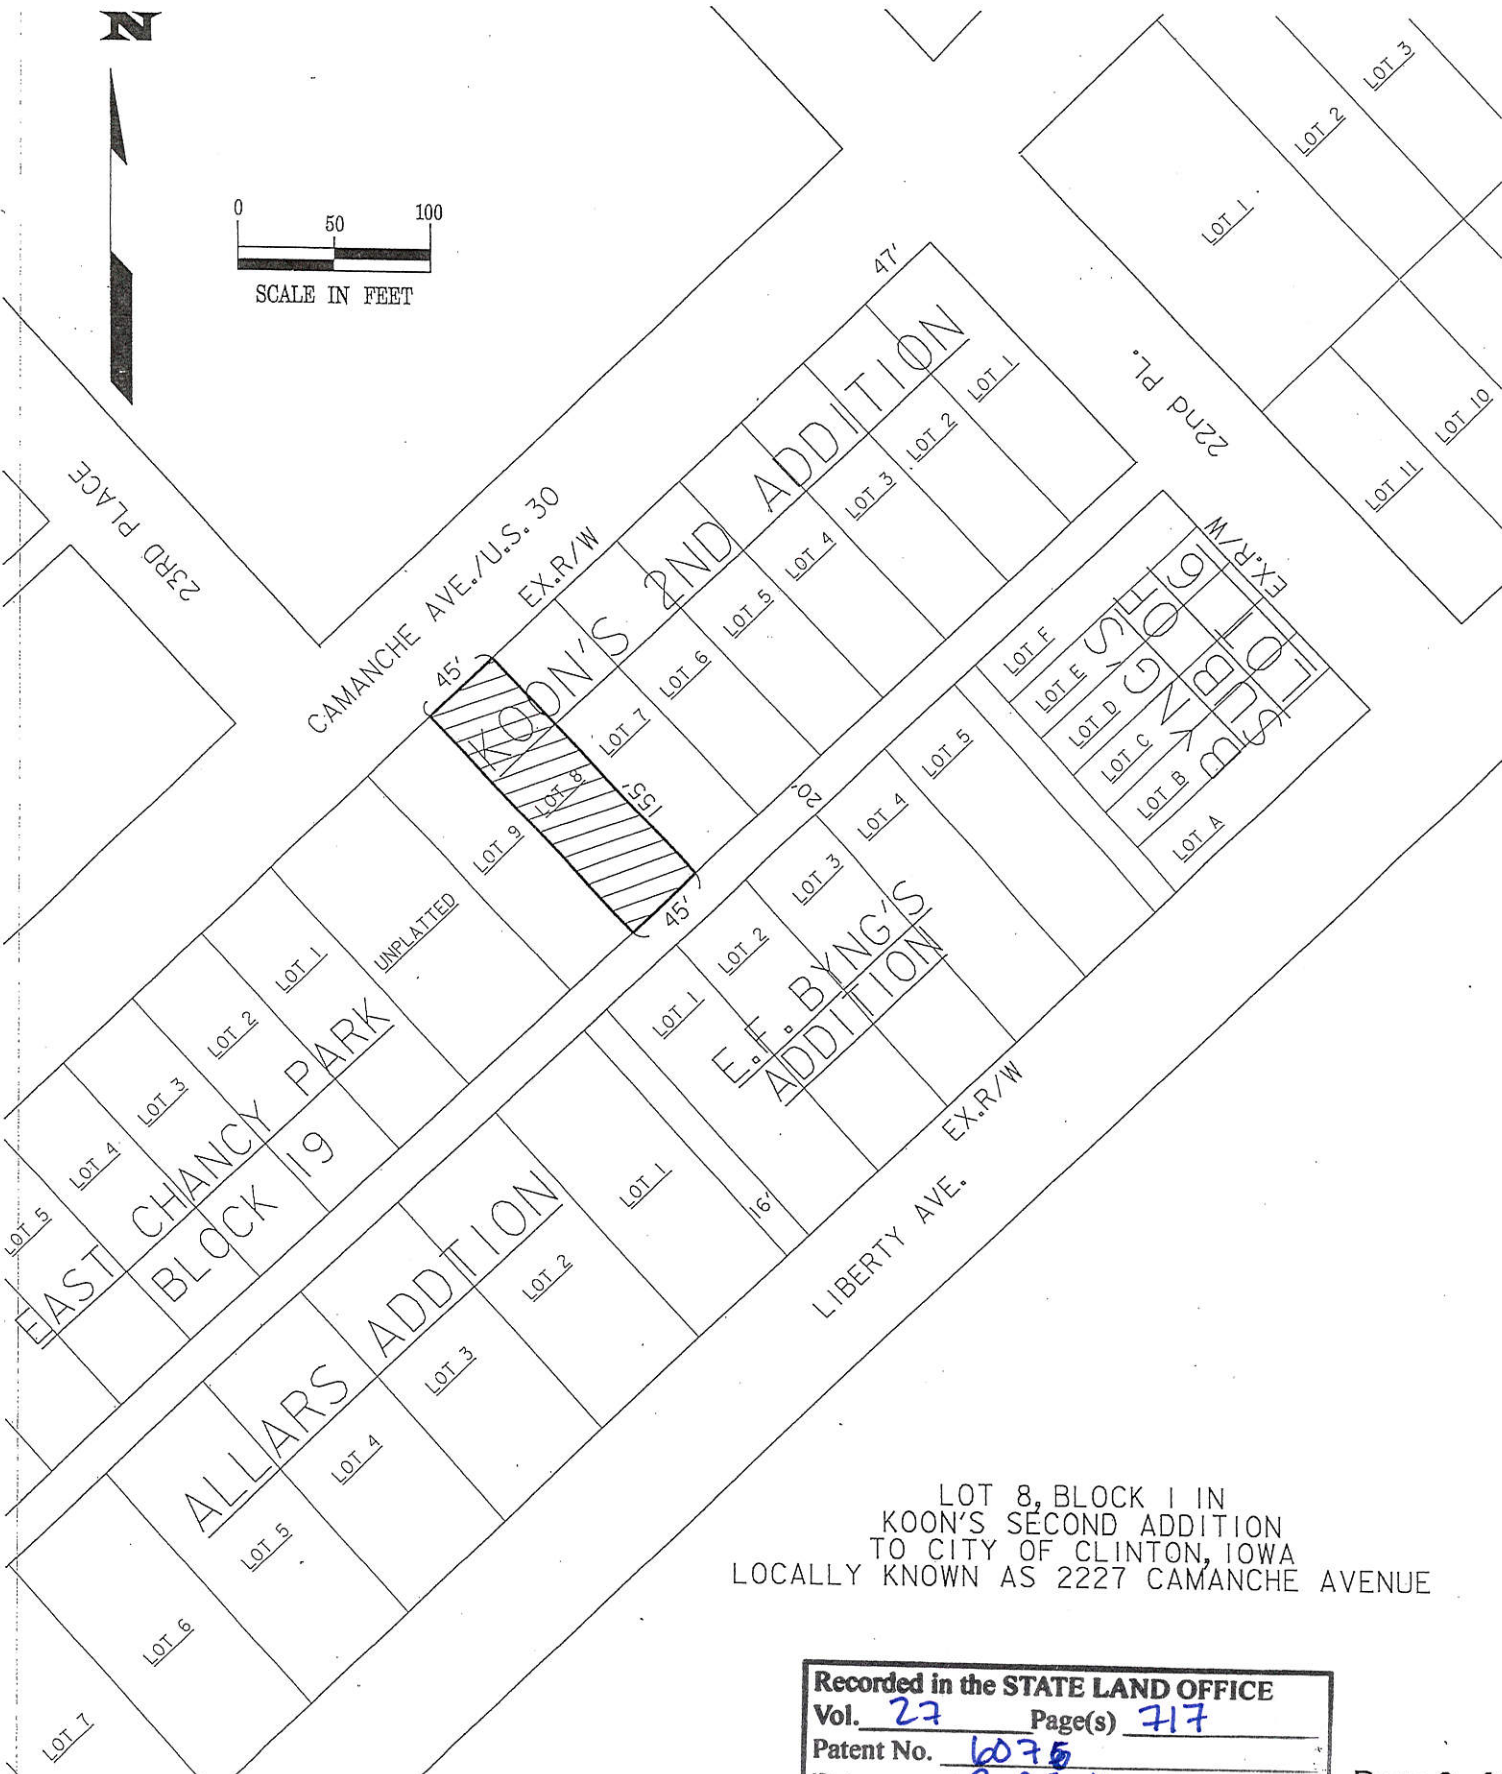 N
0 50 100
SCALE IN FEET
LOT 3
LOT 2
LOT 1
LOT 10
LOT 11
22nd PL.
23RD PLACE
CAMANCHE AVE./U.S. 30
EX.R/W
47'
KOON'S 2ND ADDITION
LOT 1
LOT 2
LOT 3
LOT 4
LOT 5
LOT 6
LOT 7
LOT 8
LOT 9
45'
155'
45'
20'
UNPLATTED
EX.R/W
LOT F
LOT E
LOT D
LOT C
LOT B
LOT A
LOT 5
LOT 4
LOT 3
LOT 2
LOT 1
E.F. BYNG'S
ADDITION
EX.R/W
LIBERTY AVE.
16'
LOT 1
LOT 2
LOT 3
LOT 4
LOT 5
EAST CHANCY PARK
BLOCK 19
ALLARS ADDTION
LOT 1
LOT 2
LOT 3
LOT 4
LOT 5
LOT 6
LOT 7
LOT 8, BLOCK 1 IN
KOON'S SECOND ADDITION
TO CITY OF CLINTON, IOWA
LOCALLY KNOWN AS 2227 CAMANCHE AVENUE
Recorded in the STATE LAND OFFICE
Vol. 27 Page(s) 717
Patent No. 6076